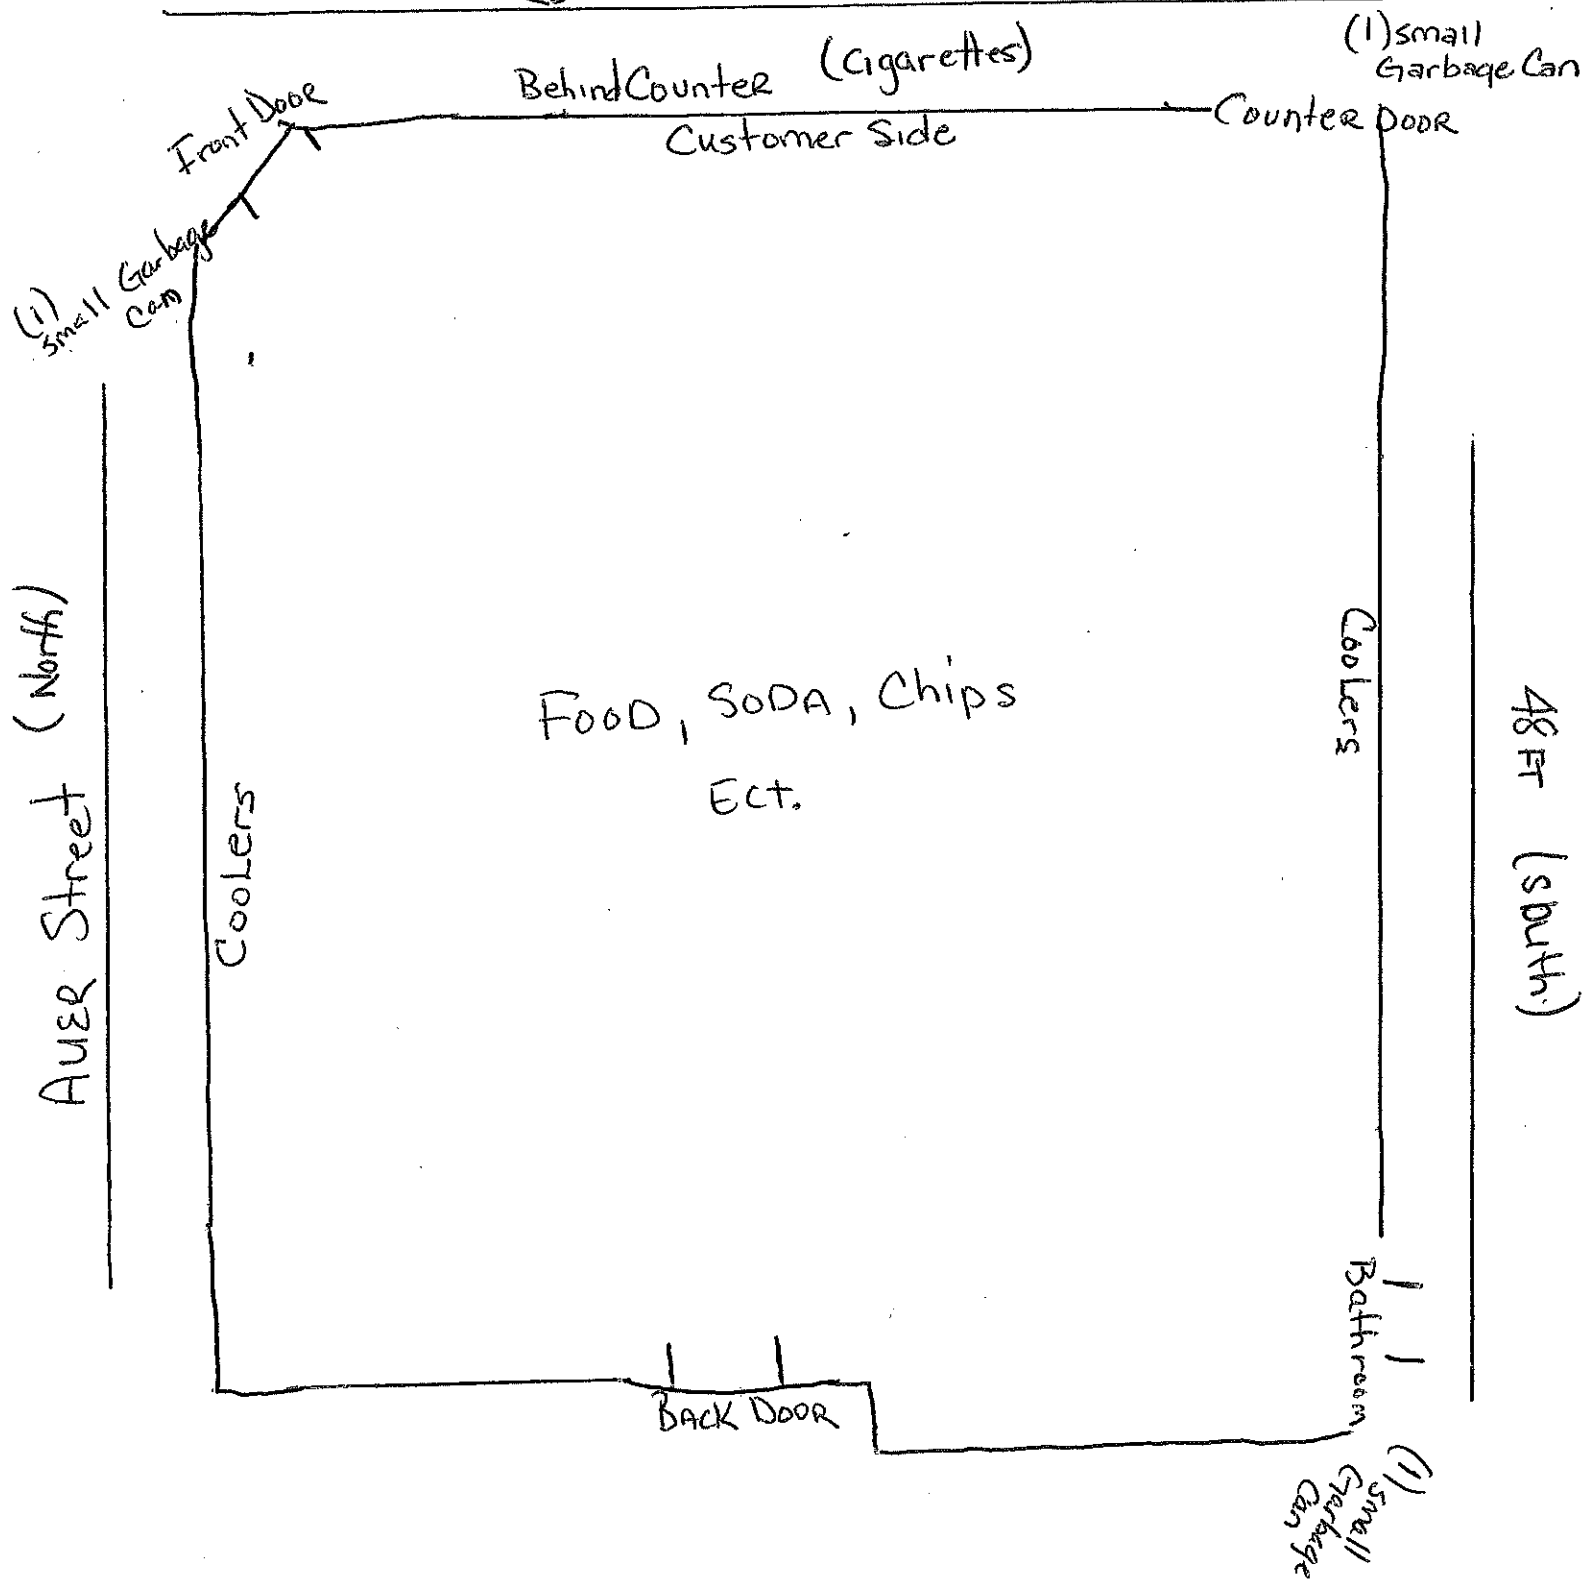 (1) small
Garbage Can
Behind Counter (Cigarettes)
Counter DOOR
Customer Side
Front Door
(1)
small Garbage
Can
Auer Street (North)
Coolers
Food, Soda, Chips
Ect.
Coolers
48 FT (South)
Bathroom
Back Door
(1) small
Garbage
Can